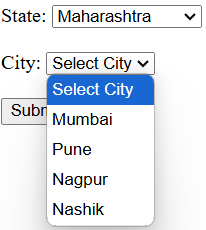 State: Maharashtra
City: Select City
Select City
Mumbai
Pune
Nagpur
Nashik